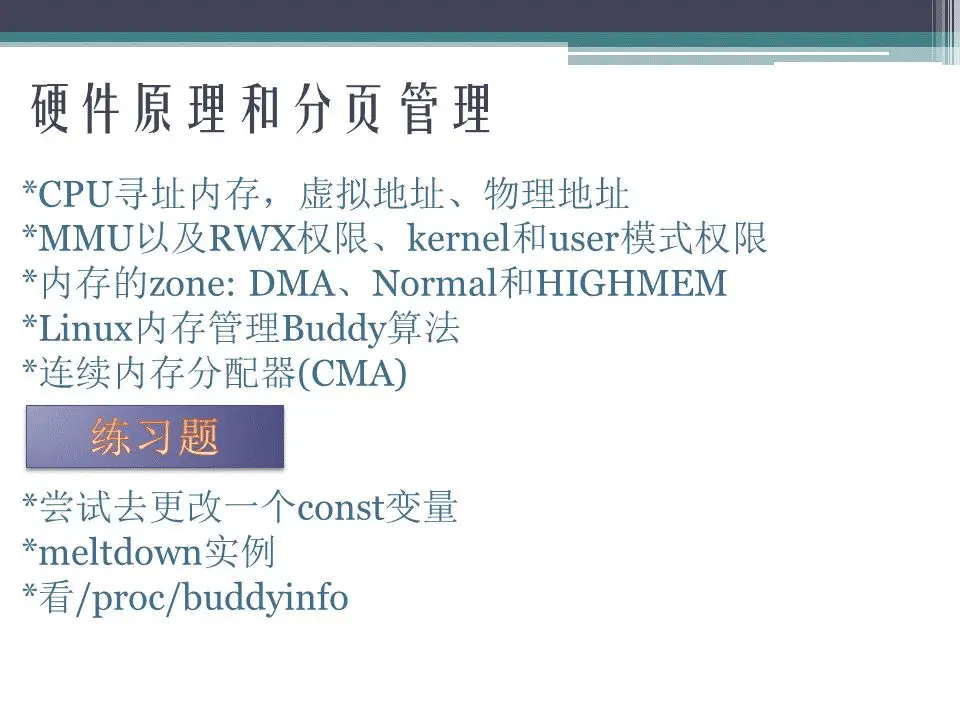 硬件原理和分页管理
*CPU寻址内存，虚拟地址、物理地址
*MMU以及RWX权限、kernel和user模式权限
*内存的zone: DMA、Normal和HIGHMEM
*Linux内存管理Buddy算法
*连续内存分配器(CMA)
练习题
*尝试去更改一个const变量
*meltdown实例
*看/proc/buddyinfo